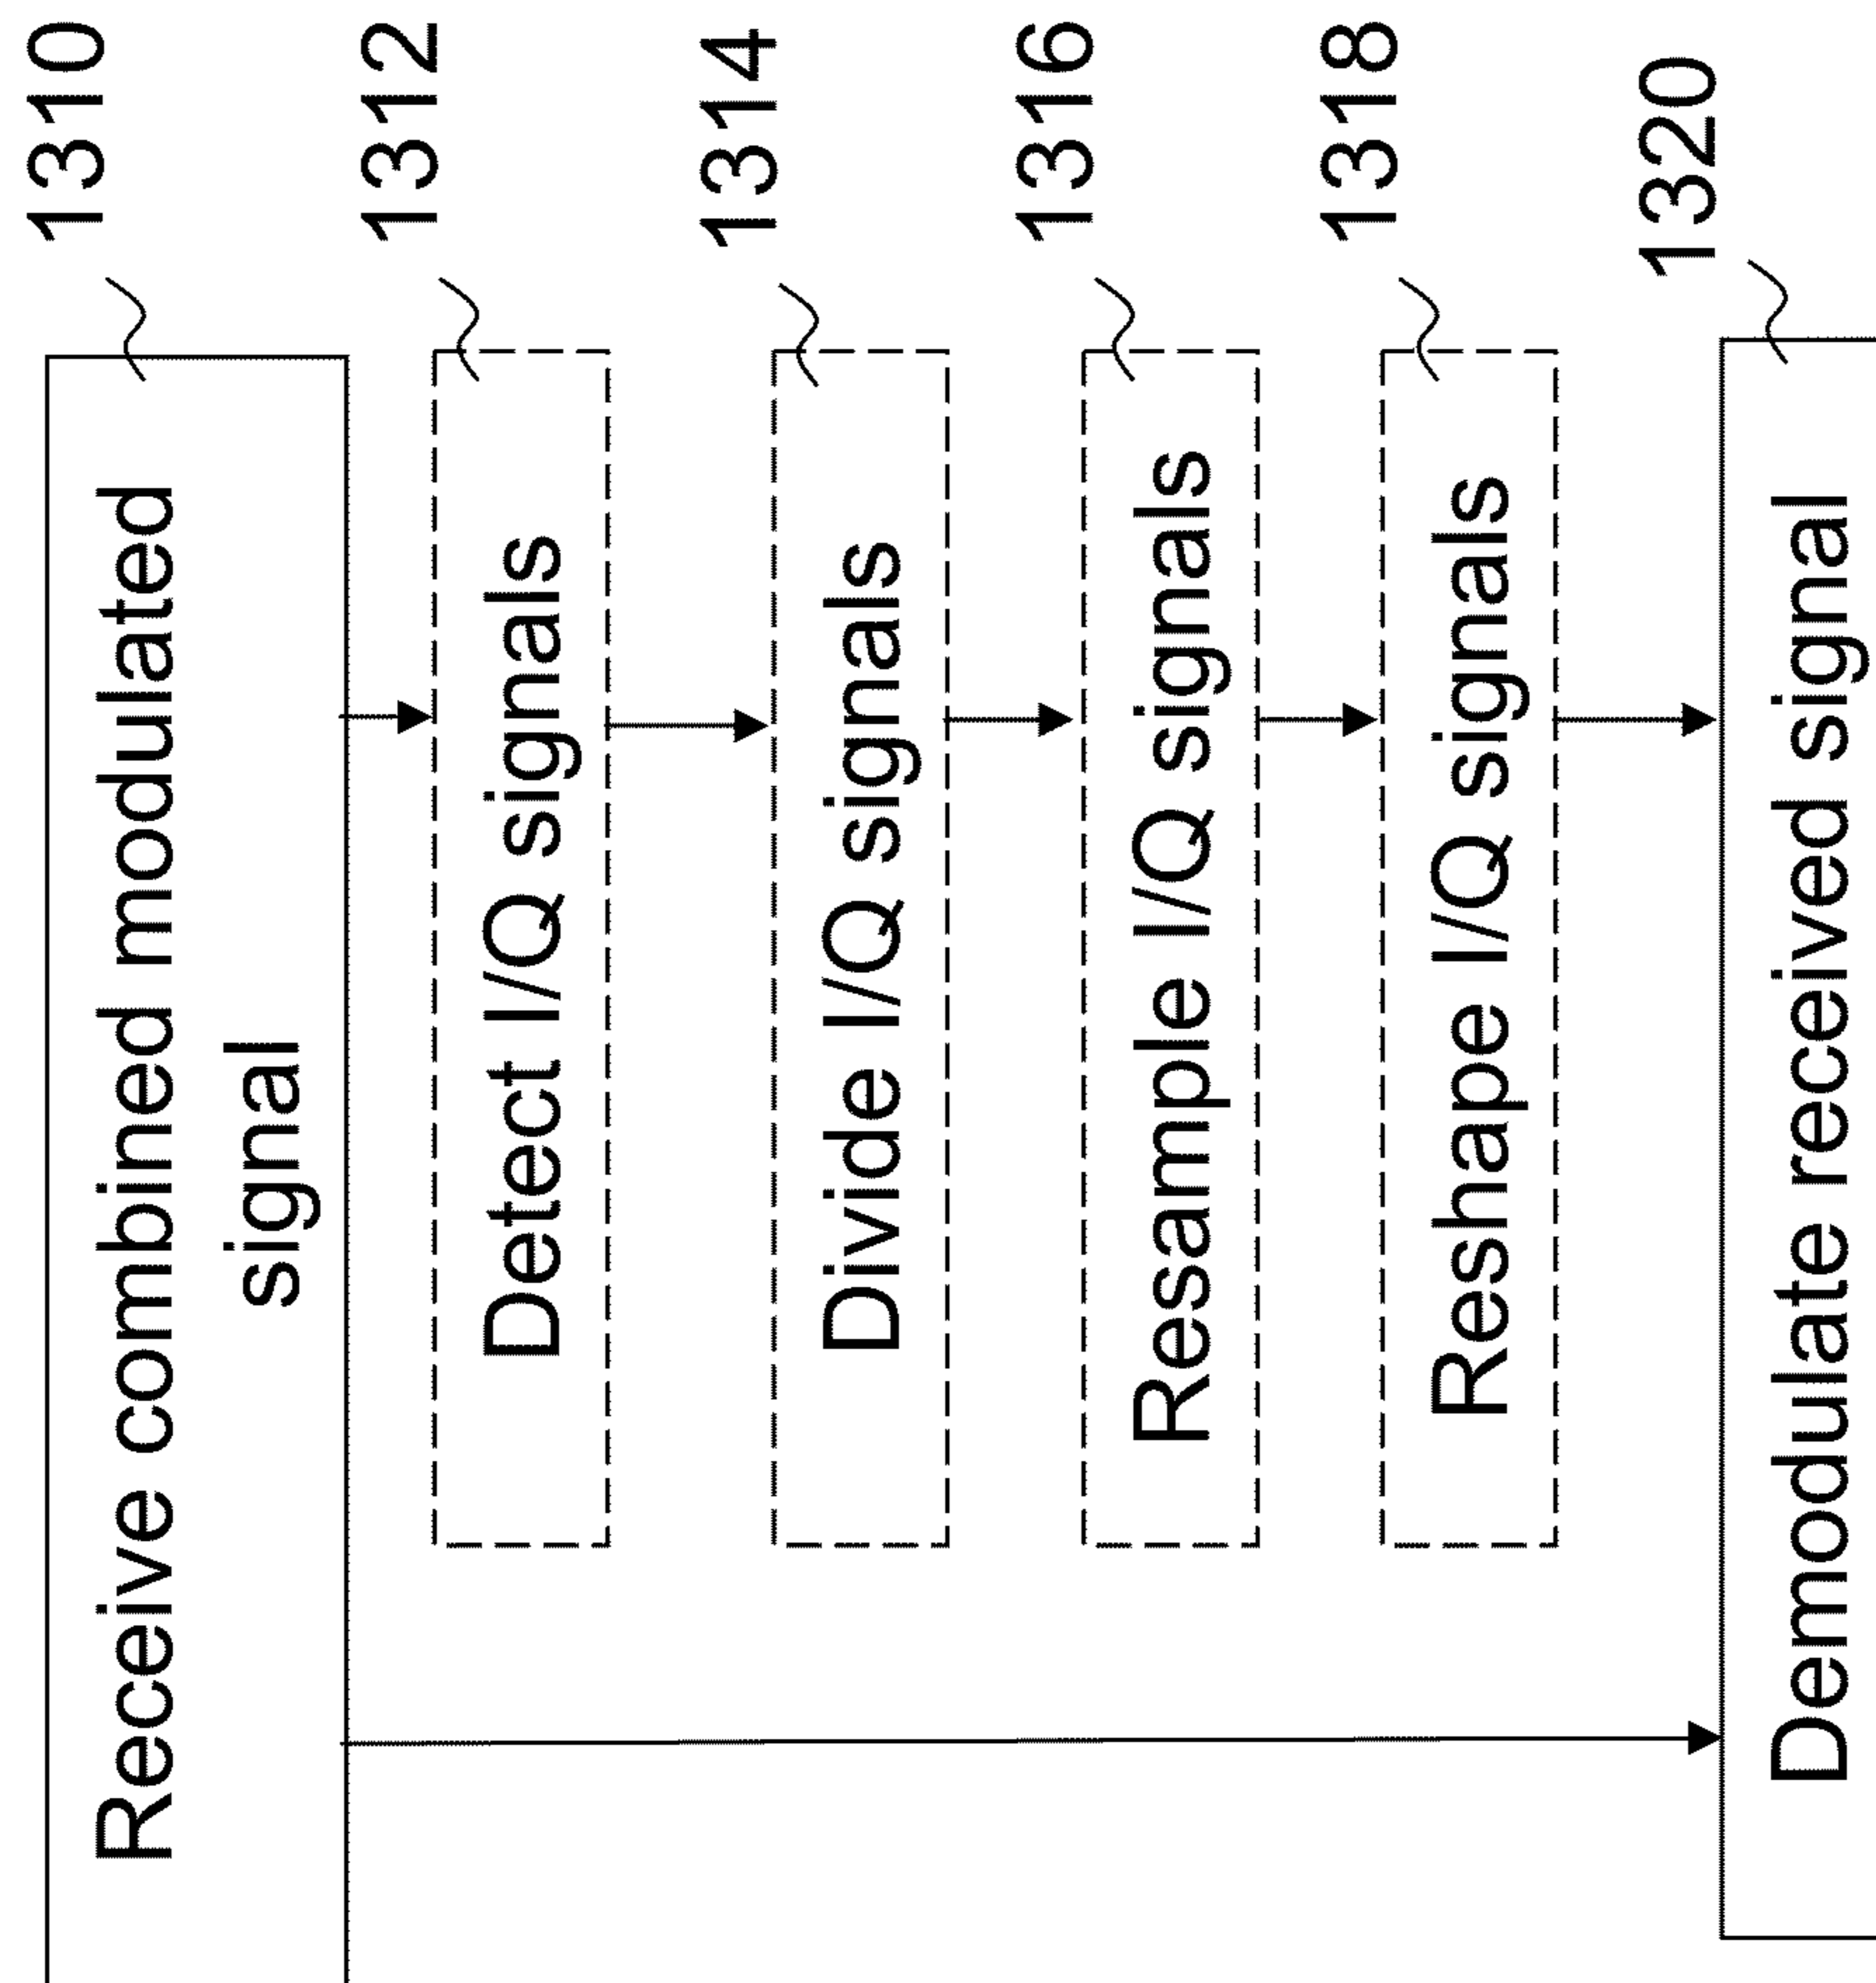 Receive combined modulated
signal
1310
Detect I/Q signals
1312
Divide I/Q signals
1314
Resample I/Q signals
1316
Reshape I/Q signals
1318
Demodulate received signal
1320